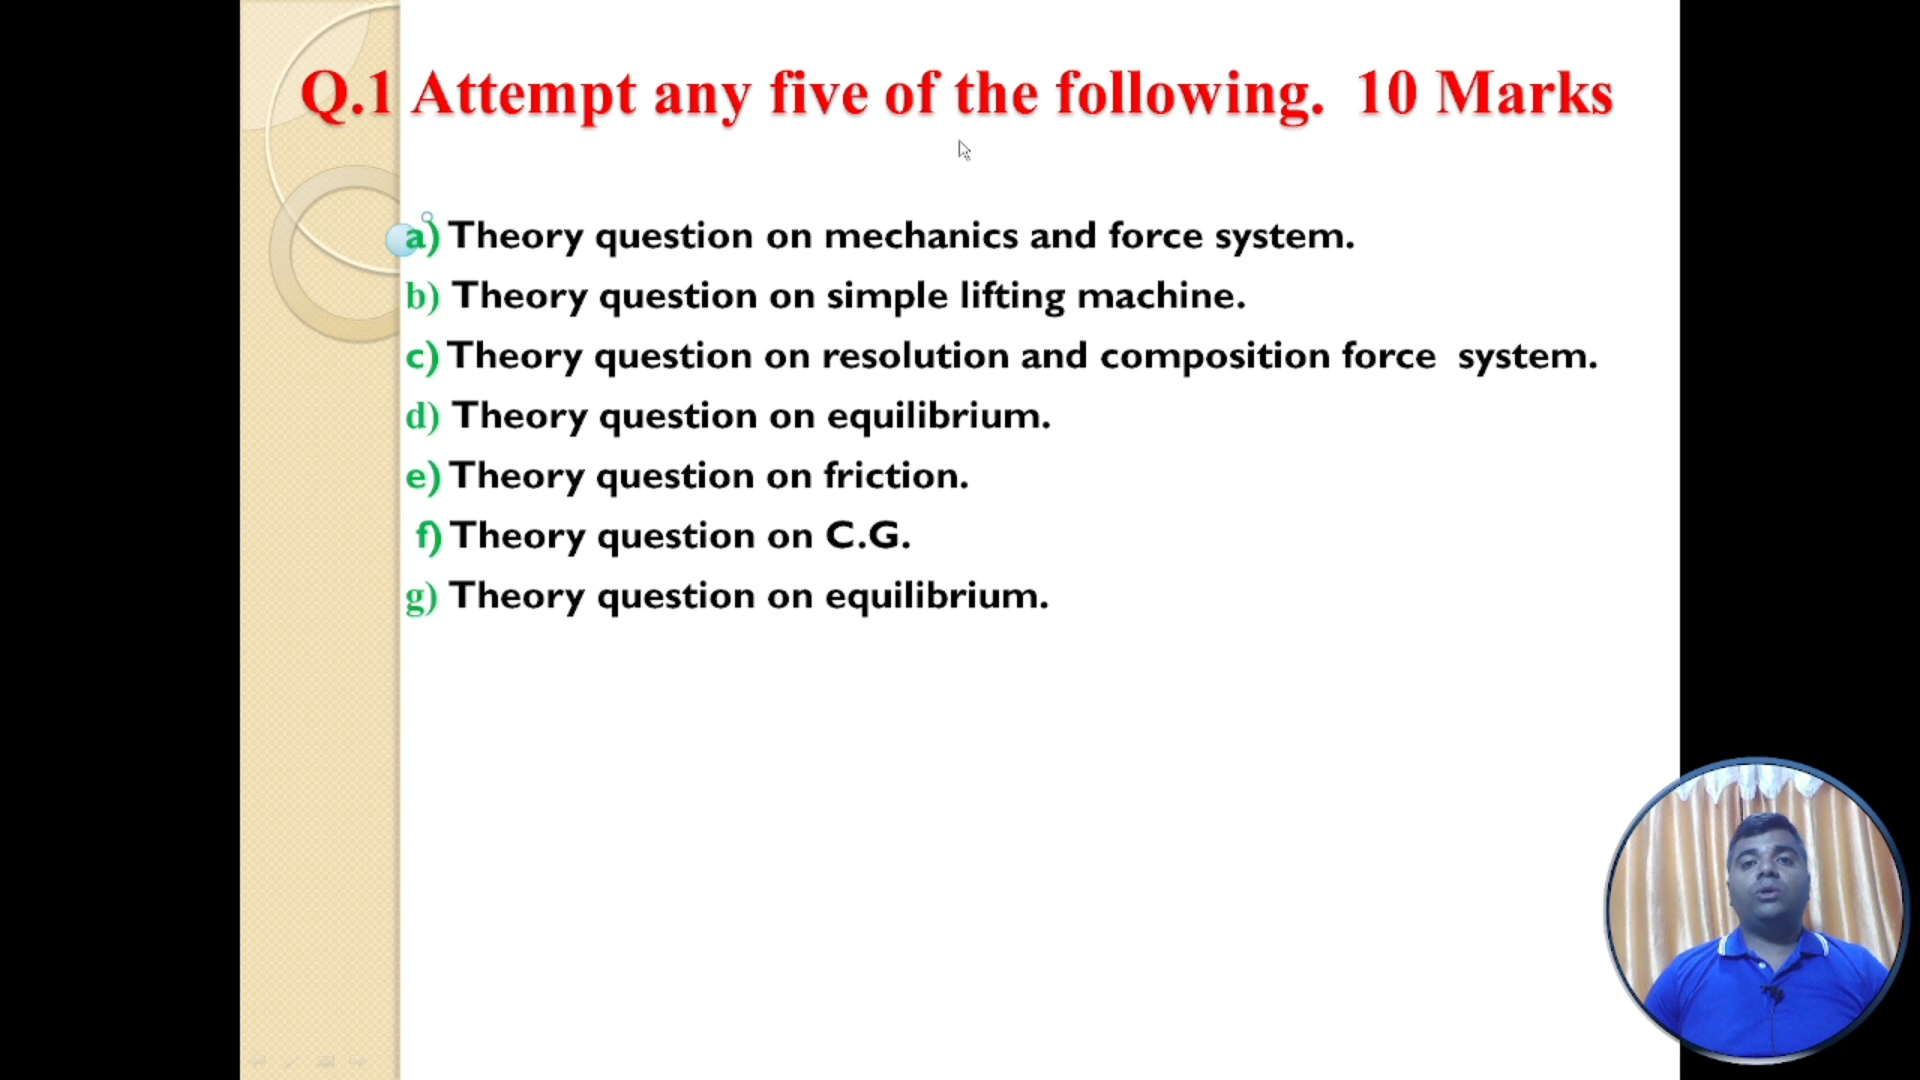 Q.1 Attempt any five of the following. 10 Marks
a) Theory question on mechanics and force system.
b) Theory question on simple lifting machine.
c) Theory question on resolution and composition force system.
d) Theory question on equilibrium.
e) Theory question on friction.
f) Theory question on C.G.
g) Theory question on equilibrium.